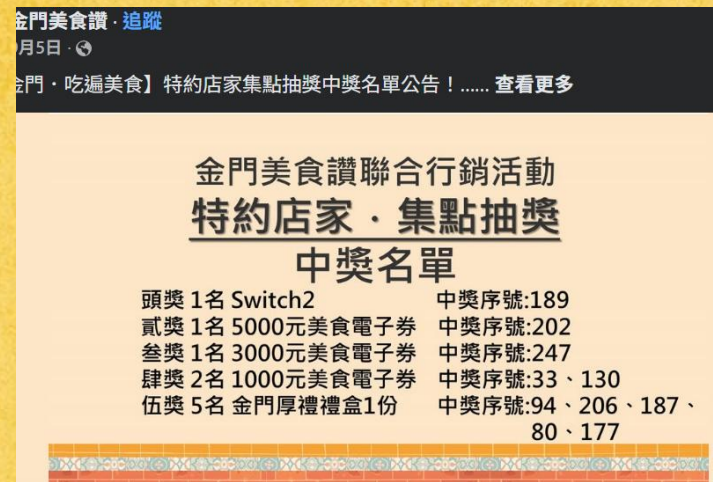 金門美食讚 · 追蹤
月5日 ·
金門・吃遍美食】特約店家集點抽獎中獎名單公告！...... 查看更多
金門美食讚聯合行銷活動
特約店家．集點抽獎
中獎名單
頭獎 1名 Switch2 中獎序號:189
貳獎 1名 5000元美食電子券 中獎序號:202
叁獎 1名 3000元美食電子券 中獎序號:247
肆獎 2名 1000元美食電子券 中獎序號:33、130
伍獎 5名 金門厚禮禮盒1份 中獎序號:94、206、187、
80、177